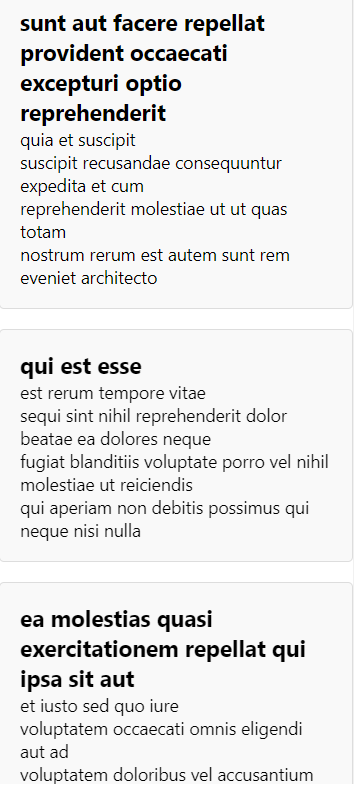 sunt aut facere repellat
provident occaecati
excepturi optio
reprehenderit
quia et suscipit
suscipit recusandae consequuntur
expedita et cum
reprehenderit molestiae ut ut quas
totam
nostrum rerum est autem sunt rem
eveniet architecto
qui est esse
est rerum tempore vitae
sequi sint nihil reprehenderit dolor
beatae ea dolores neque
fugiat blanditiis voluptate porro vel nihil
molestiae ut reiciendis
qui aperiam non debitis possimus qui
neque nisi nulla
ea molestias quasi
exercitationem repellat qui
ipsa sit aut
et iusto sed quo iure
voluptatem occaecati omnis eligendi
aut ad
voluptatem doloribus vel accusantium